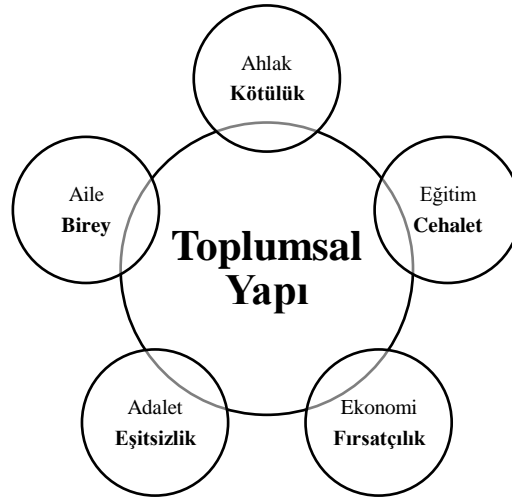 Ahlak
Kötülük
Aile
Birey
Eğitim
Cehalet
Toplumsal
Yapı
Adalet
Eşitsizlik
Ekonomi
Fırsatçılık